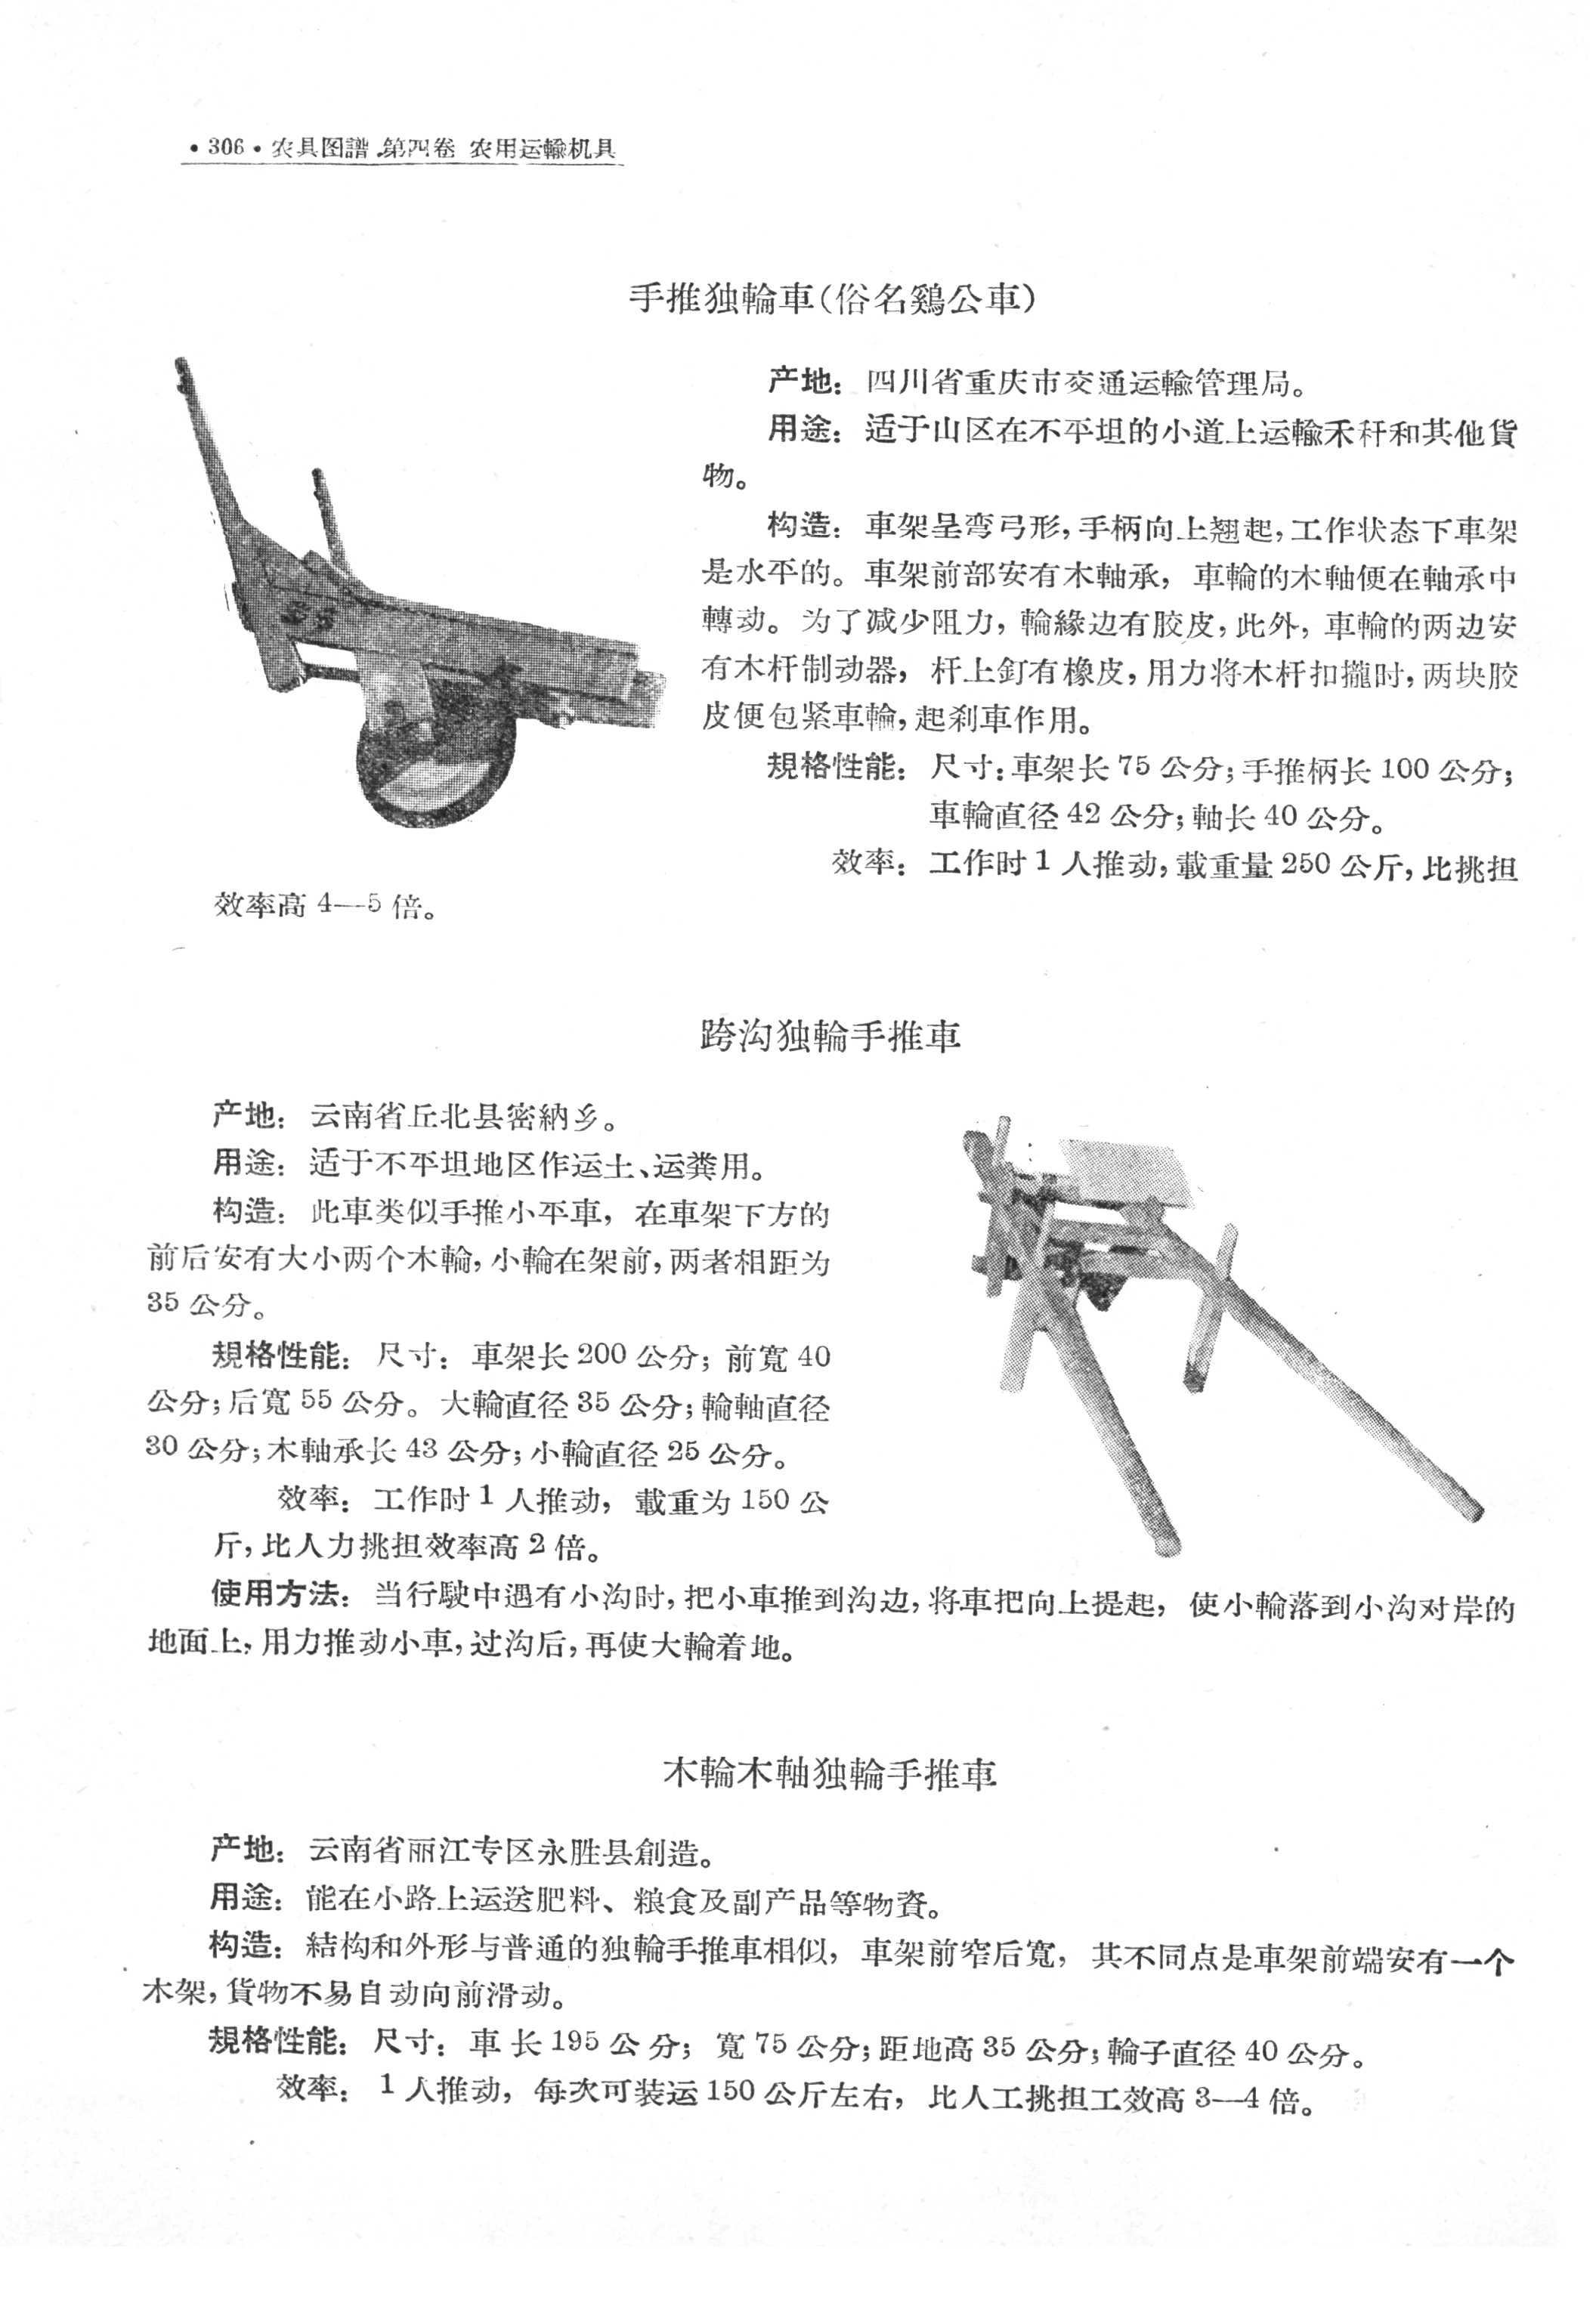 • 306 • 农具图譜 第四卷 农用运輸机具
手推独輪車(俗名鷄公車)
产地：四川省重庆市交通运輸管理局。
用途：适于山区在不平坦的小道上运輸禾秆和其他貨
物。
构造：車架呈弯弓形，手柄向上翘起，工作状态下車架
是水平的。車架前部安有木軸承，車輪的木軸便在軸承中
轉动。为了减少阻力，輪緣边有胶皮，此外，車輪的两边安
有木杆制动器，杆上釘有橡皮，用力将木杆扣攏时，两块胶
皮便包紧車輪，起刹車作用。
規格性能：尺寸：車架长 75 公分；手推柄长 100 公分；
車輪直径 42 公分；軸长 40 公分。
效率：工作时 1 人推动，載重量 250 公斤，比挑担
效率高 4—5 倍。
跨沟独輪手推車
产地：云南省丘北县密納乡。
用途：适于不平坦地区作运土、运粪用。
构造：此車类似手推小平車，在車架下方的
前后安有大小两个木輪，小輪在架前，两者相距为
35 公分。
規格性能：尺寸：車架长 200 公分；前寬 40
公分；后寬 55 公分。大輪直径 35 公分；輪軸直径
30 公分；木軸承长 43 公分；小輪直径 25 公分。
效率：工作时 1 人推动，載重为 150 公
斤，比人力挑担效率高 2 倍。
使用方法：当行駛中遇有小沟时，把小車推到沟边，将車把向上提起，使小輪落到小沟对岸的
地面上，用力推动小車，过沟后，再使大輪着地。
木輪木軸独輪手推車
产地：云南省丽江专区永胜县創造。
用途：能在小路上运送肥料、粮食及副产品等物資。
构造：結构和外形与普通的独輪手推車相似，車架前窄后寬，其不同点是車架前端安有一个
木架，貨物不易自动向前滑动。
規格性能：尺寸：車长 195 公分；寬 75 公分；距地高 35 公分；輪子直径 40 公分。
效率：1 人推动，每次可装运 150 公斤左右，比人工挑担工效高 3—4 倍。